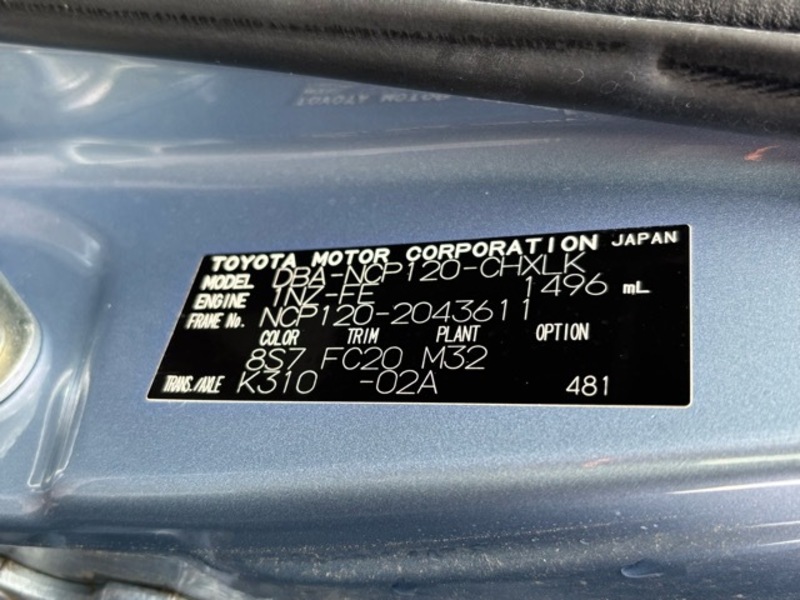 TOYOTA MOTOR CORPORATION JAPAN
MODEL DBA-NCP120-CHXLK
ENGINE 1NZ-FE 1496 mL
FRAME No. NCP120-2043611
COLOR TRIM PLANT OPTION
8S7 FC20 M32
TRANS./AXLE K310 -02A 481